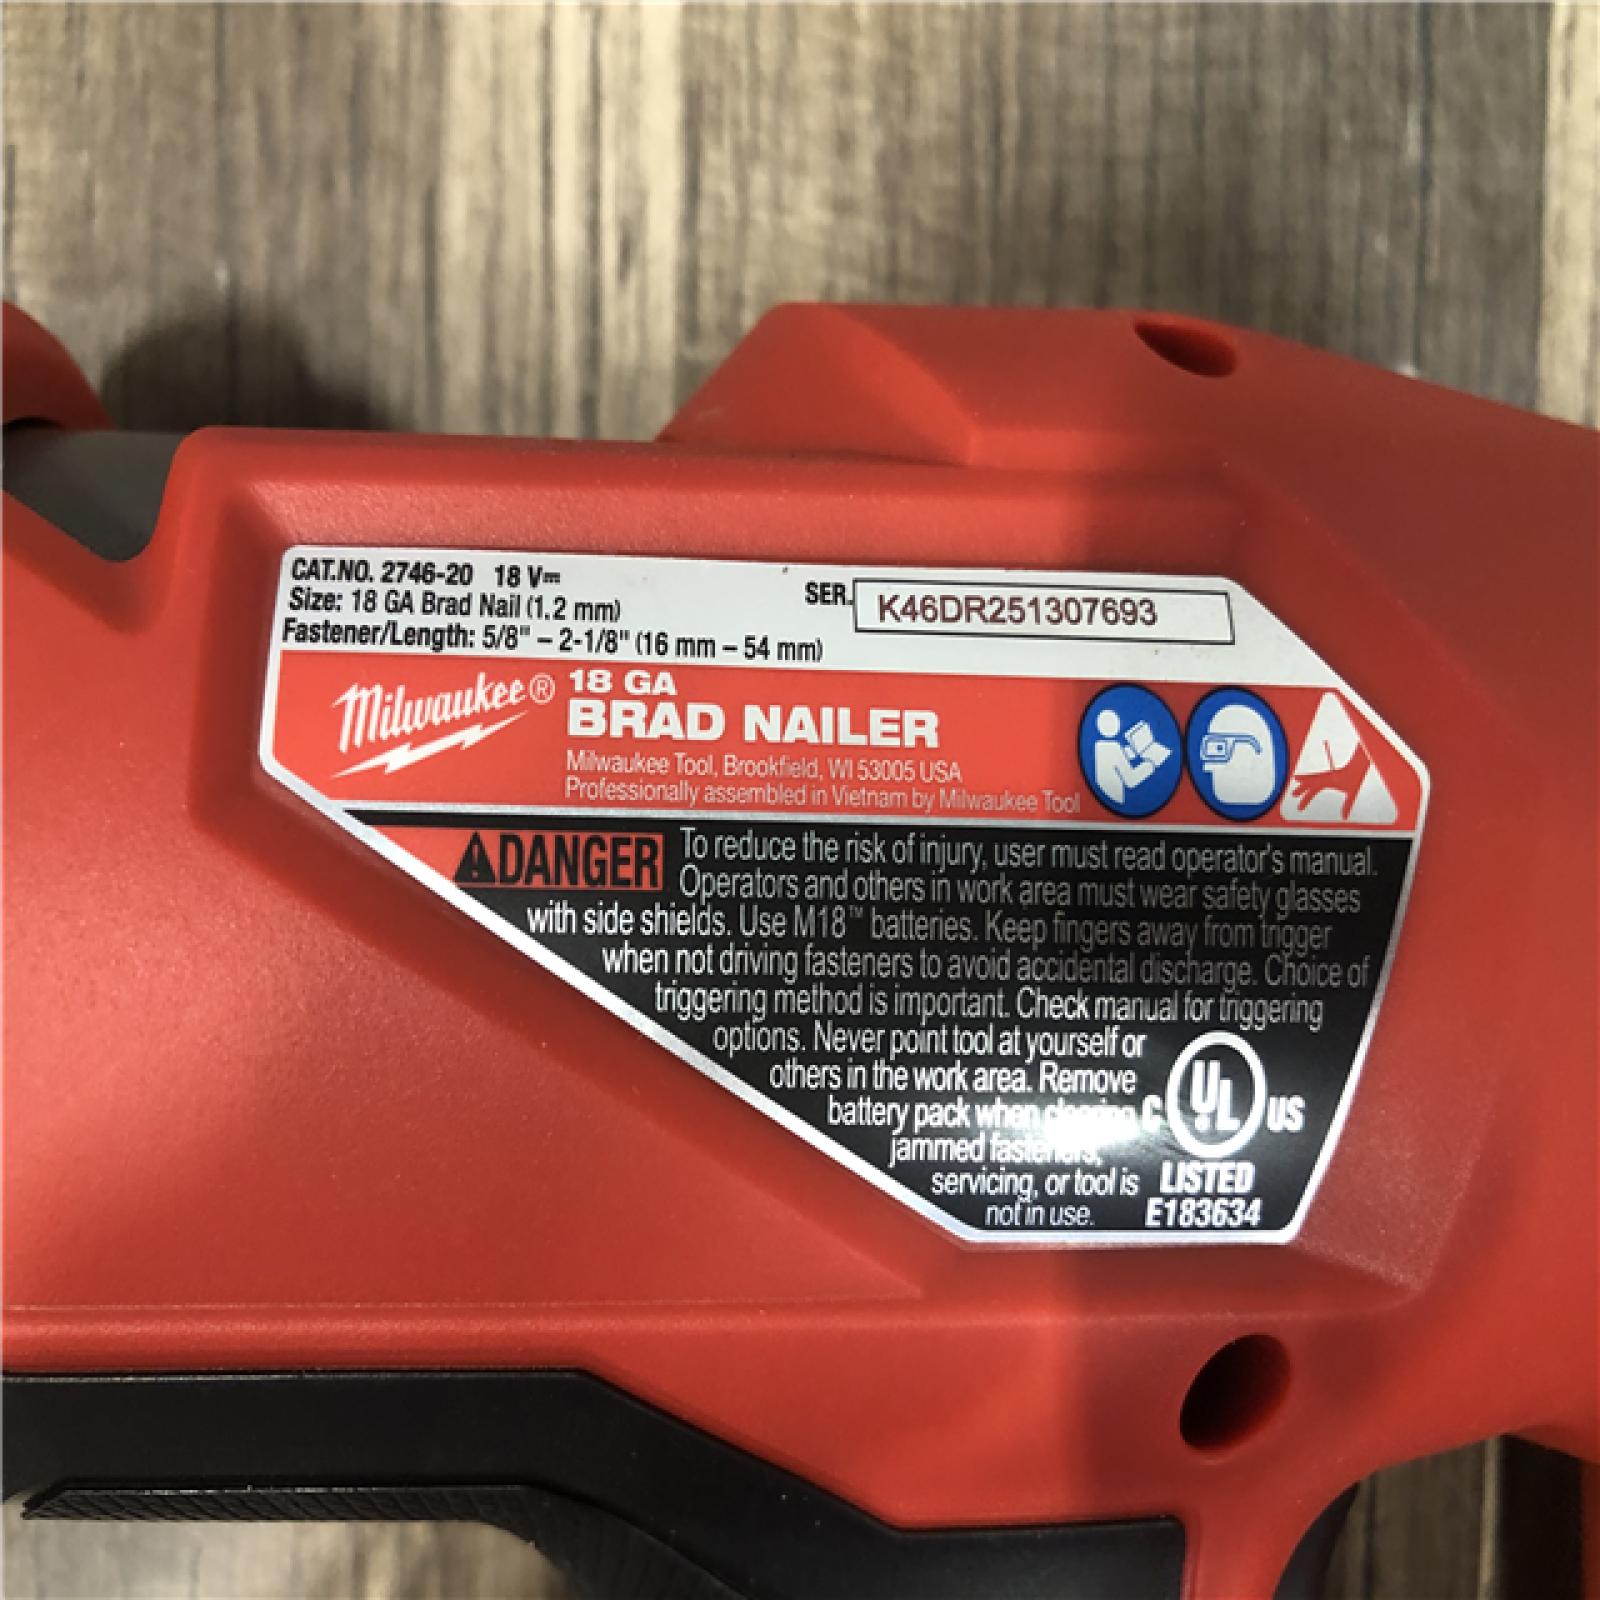 CAT.NO. 2746-20 18 V⎓
Size: 18 GA Brad Nail (1.2 mm)
Fastener/Length: 5/8" – 2-1/8" (16 mm – 54 mm)
SER. K46DR251307693
Milwaukee®
18 GA
BRAD NAILER
Milwaukee Tool, Brookfield, WI 53005 USA
Professionally assembled in Vietnam by Milwaukee Tool
DANGER To reduce the risk of injury, user must read operator's manual.
Operators and others in work area must wear safety glasses
with side shields. Use M18™ batteries. Keep fingers away from trigger
when not driving fasteners to avoid accidental discharge. Choice of
triggering method is important. Check manual for triggering
options. Never point tool at yourself or
others in the work area. Remove
battery pack when clearing
jammed fasteners,
servicing, or tool is
not in use.
C UL US
LISTED
E183634